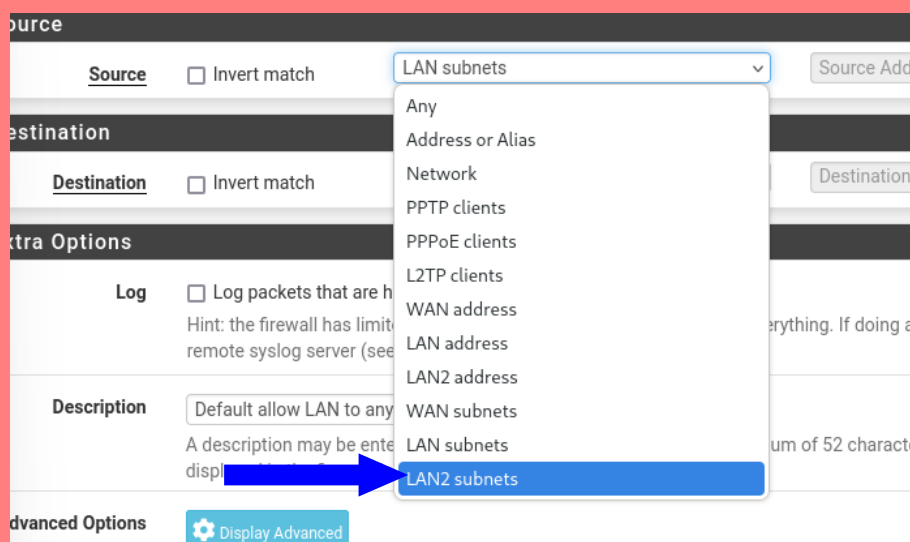 ource
Source
Invert match
LAN subnets
Source Add
Any
estination
Address or Alias
Destination
Invert match
Network
Destination
PPTP clients
xtra Options
PPPoE clients
L2TP clients
Log
Log packets that are h
WAN address
Hint: the firewall has limit
erything. If doing a
LAN address
remote syslog server (see
LAN2 address
Description
Default allow LAN to any
WAN subnets
A description may be ente
LAN subnets
um of 52 characte
LAN2 subnets
dvanced Options
Display Advanced